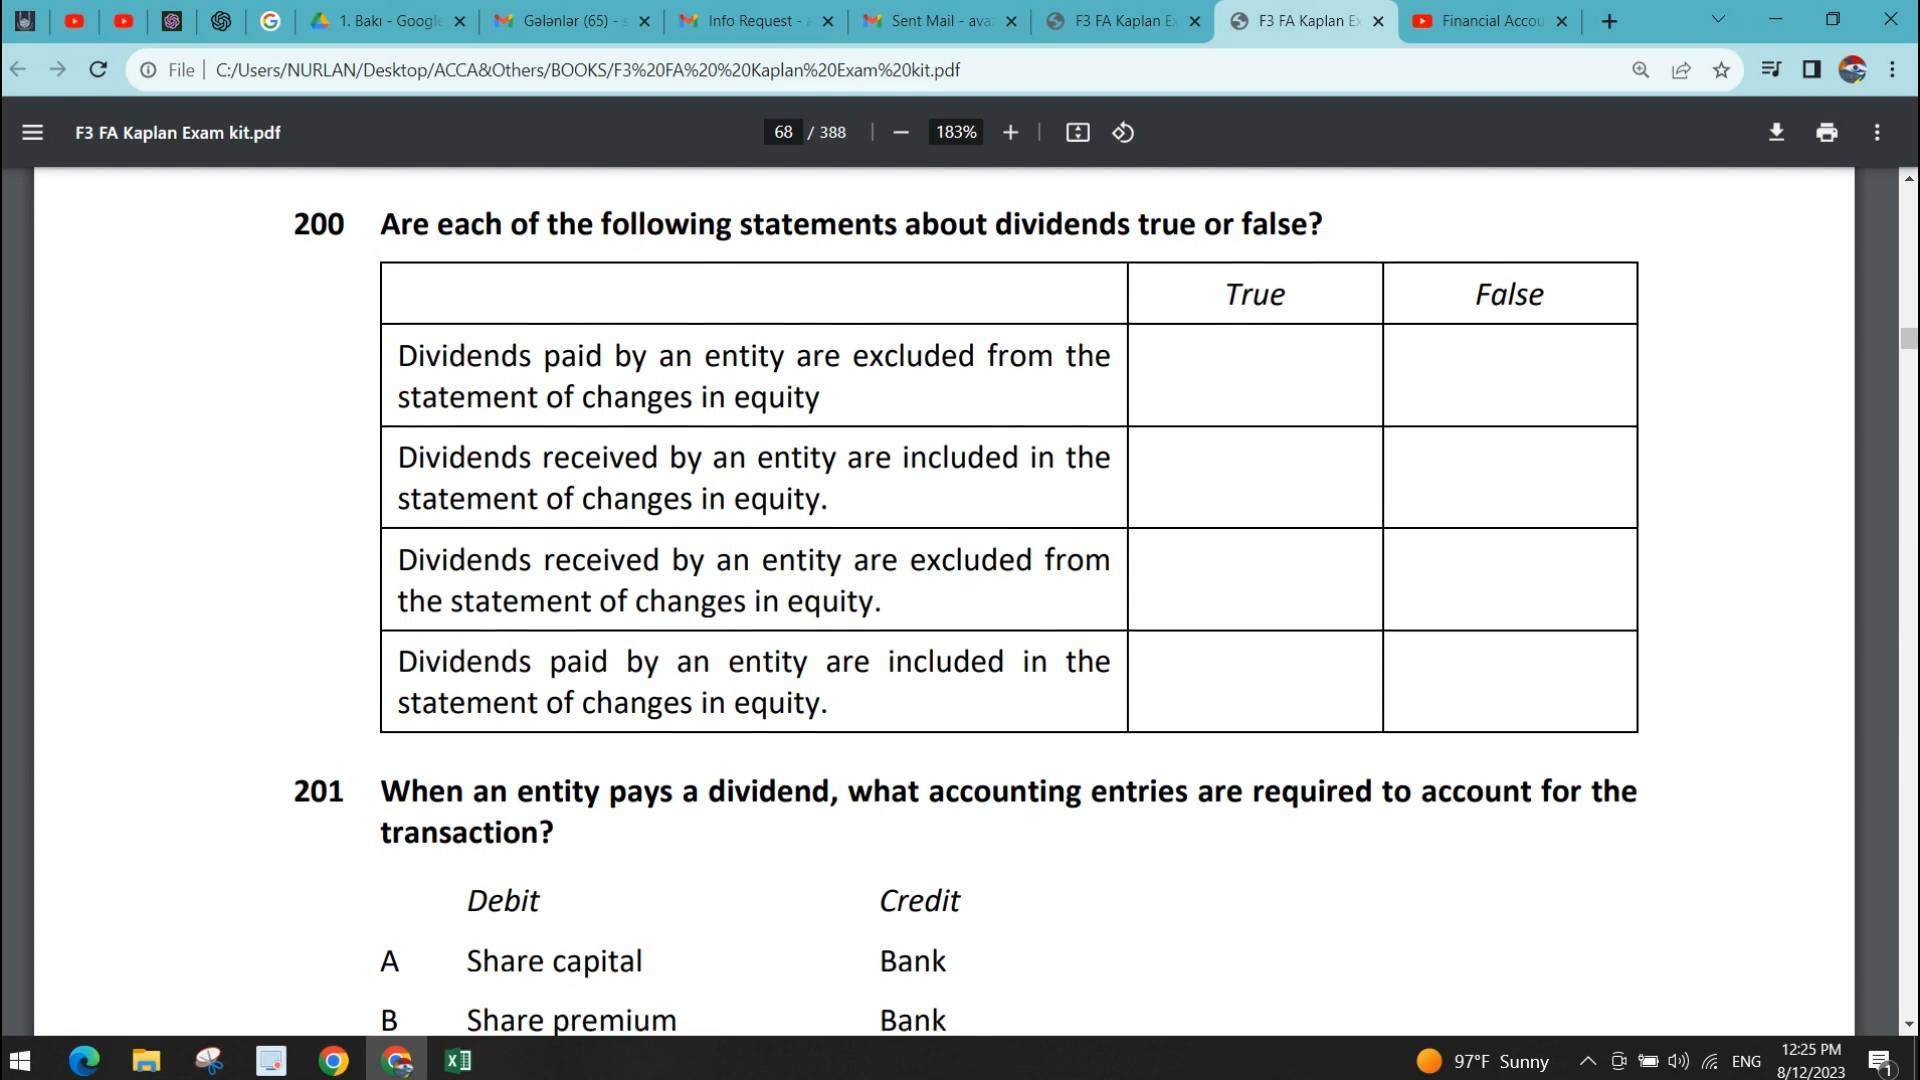 1. Bakı - Google
Gələnlər (65) - s
Info Request - a
Sent Mail - ava
F3 FA Kaplan Ex
F3 FA Kaplan Ex
Financial Accou
File
C:/Users/NURLAN/Desktop/ACCA&Others/BOOKS/F3%20FA%20%20Kaplan%20Exam%20kit.pdf
F3 FA Kaplan Exam kit.pdf
68 / 388
183%
200 Are each of the following statements about dividends true or false?
True False
Dividends paid by an entity are excluded from the
statement of changes in equity
Dividends received by an entity are included in the
statement of changes in equity.
Dividends received by an entity are excluded from
the statement of changes in equity.
Dividends paid by an entity are included in the
statement of changes in equity.
201 When an entity pays a dividend, what accounting entries are required to account for the
transaction?
Debit Credit
A Share capital Bank
B Share premium Bank
97°F Sunny
ENG
12:25 PM
8/12/2023
1